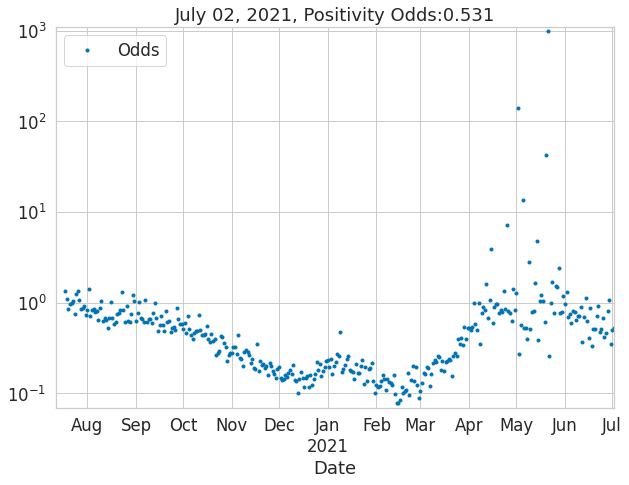 July 02, 2021, Positivity Odds:0.531
Odds
10³
10²
10¹
10⁰
10⁻¹
Aug Sep Oct Nov Dec Jan Feb Mar Apr May Jun Jul
2021
Date